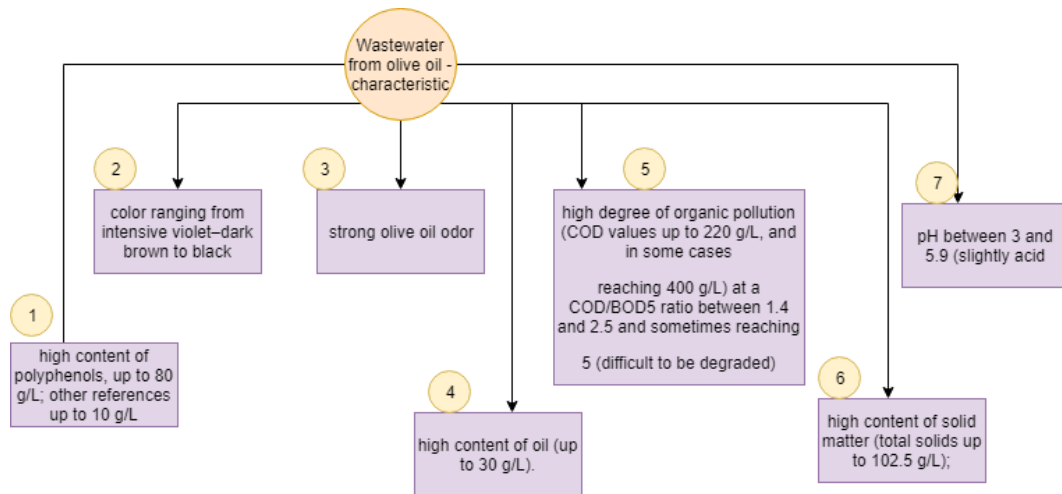 Wastewater
from olive oil -
characteristic
1
high content of
polyphenols, up to 80
g/L; other references
up to 10 g/L
2
color ranging from
intensive violet–dark
brown to black
3
strong olive oil odor
4
high content of oil (up
to 30 g/L).
5
high degree of organic pollution
(COD values up to 220 g/L, and
in some cases
reaching 400 g/L) at a
COD/BOD5 ratio between 1.4
and 2.5 and sometimes reaching
5 (difficult to be degraded)
6
high content of solid
matter (total solids up
to 102.5 g/L);
7
pH between 3 and
5.9 (slightly acid